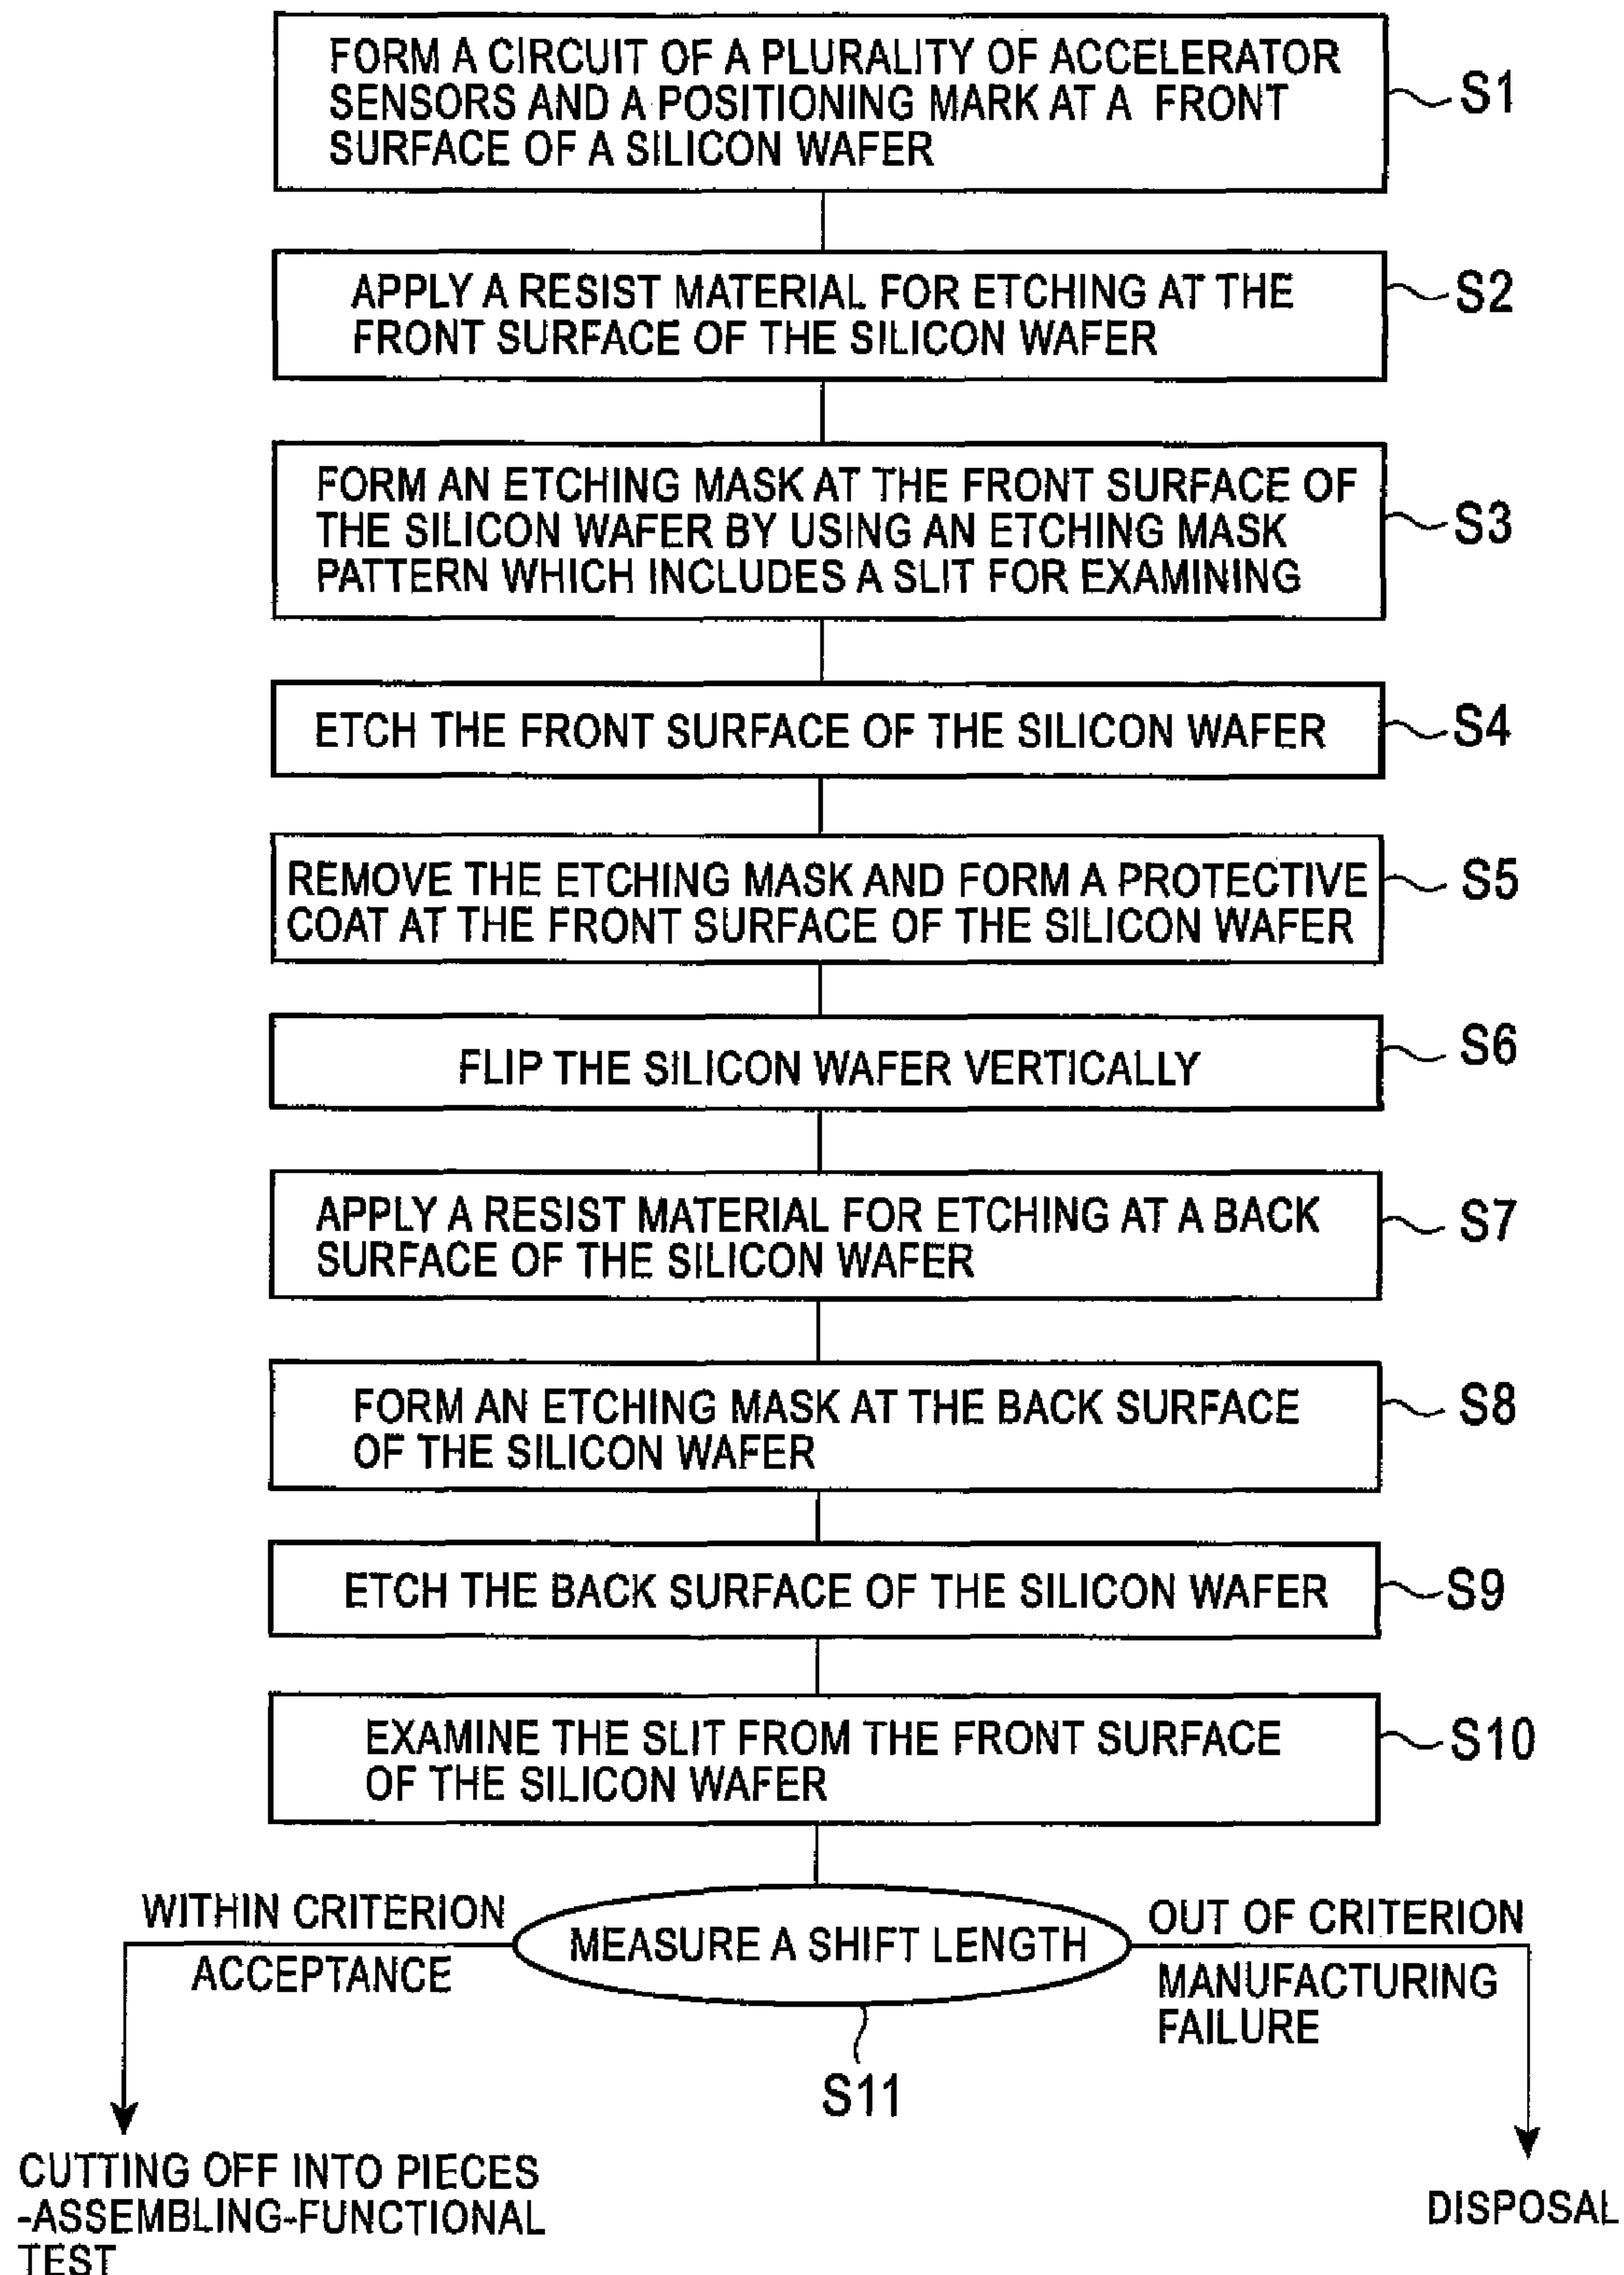 FORM A CIRCUIT OF A PLURALITY OF ACCELERATOR
SENSORS AND A POSITIONING MARK AT A FRONT
SURFACE OF A SILICON WAFER
S1
APPLY A RESIST MATERIAL FOR ETCHING AT THE
FRONT SURFACE OF THE SILICON WAFER
S2
FORM AN ETCHING MASK AT THE FRONT SURFACE OF
THE SILICON WAFER BY USING AN ETCHING MASK
PATTERN WHICH INCLUDES A SLIT FOR EXAMINING
S3
ETCH THE FRONT SURFACE OF THE SILICON WAFER
S4
REMOVE THE ETCHING MASK AND FORM A PROTECTIVE
COAT AT THE FRONT SURFACE OF THE SILICON WAFER
S5
FLIP THE SILICON WAFER VERTICALLY
S6
APPLY A RESIST MATERIAL FOR ETCHING AT A BACK
SURFACE OF THE SILICON WAFER
S7
FORM AN ETCHING MASK AT THE BACK SURFACE
OF THE SILICON WAFER
S8
ETCH THE BACK SURFACE OF THE SILICON WAFER
S9
EXAMINE THE SLIT FROM THE FRONT SURFACE
OF THE SILICON WAFER
S10
WITHIN CRITERION
ACCEPTANCE
MEASURE A SHIFT LENGTH
OUT OF CRITERION
MANUFACTURING
FAILURE
S11
CUTTING OFF INTO PIECES
-ASSEMBLING-FUNCTIONAL
TEST
DISPOSAL